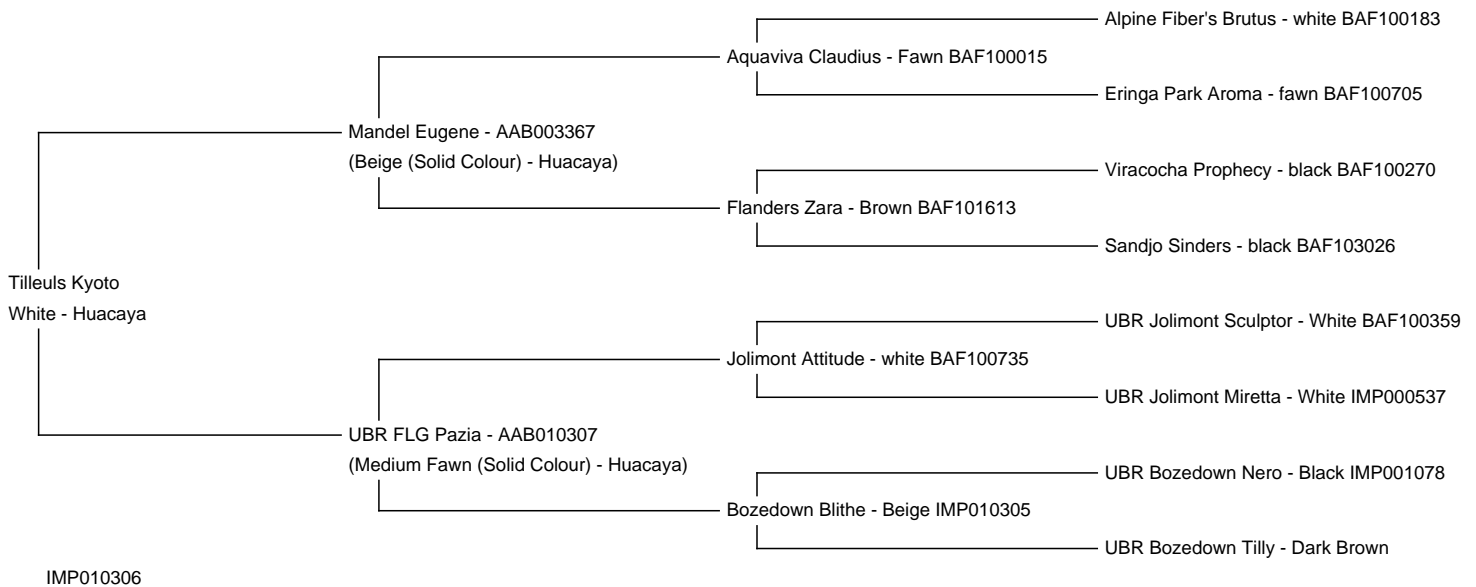 Alpine Fiber's Brutus - white BAF100183
Aquaviva Claudius - Fawn BAF100015
Eringa Park Aroma - fawn BAF100705
Mandel Eugene - AAB003367
(Beige (Solid Colour) - Huacaya)
Viracocha Prophecy - black BAF100270
Flanders Zara - Brown BAF101613
Sandjo Sinders - black BAF103026
Tilleuls Kyoto
White - Huacaya
UBR Jolimont Sculptor - White BAF100359
Jolimont Attitude - white BAF100735
UBR Jolimont Miretta - White IMP000537
UBR FLG Pazia - AAB010307
(Medium Fawn (Solid Colour) - Huacaya)
UBR Bozedown Nero - Black IMP001078
Bozedown Blithe - Beige IMP010305
UBR Bozedown Tilly - Dark Brown
IMP010306